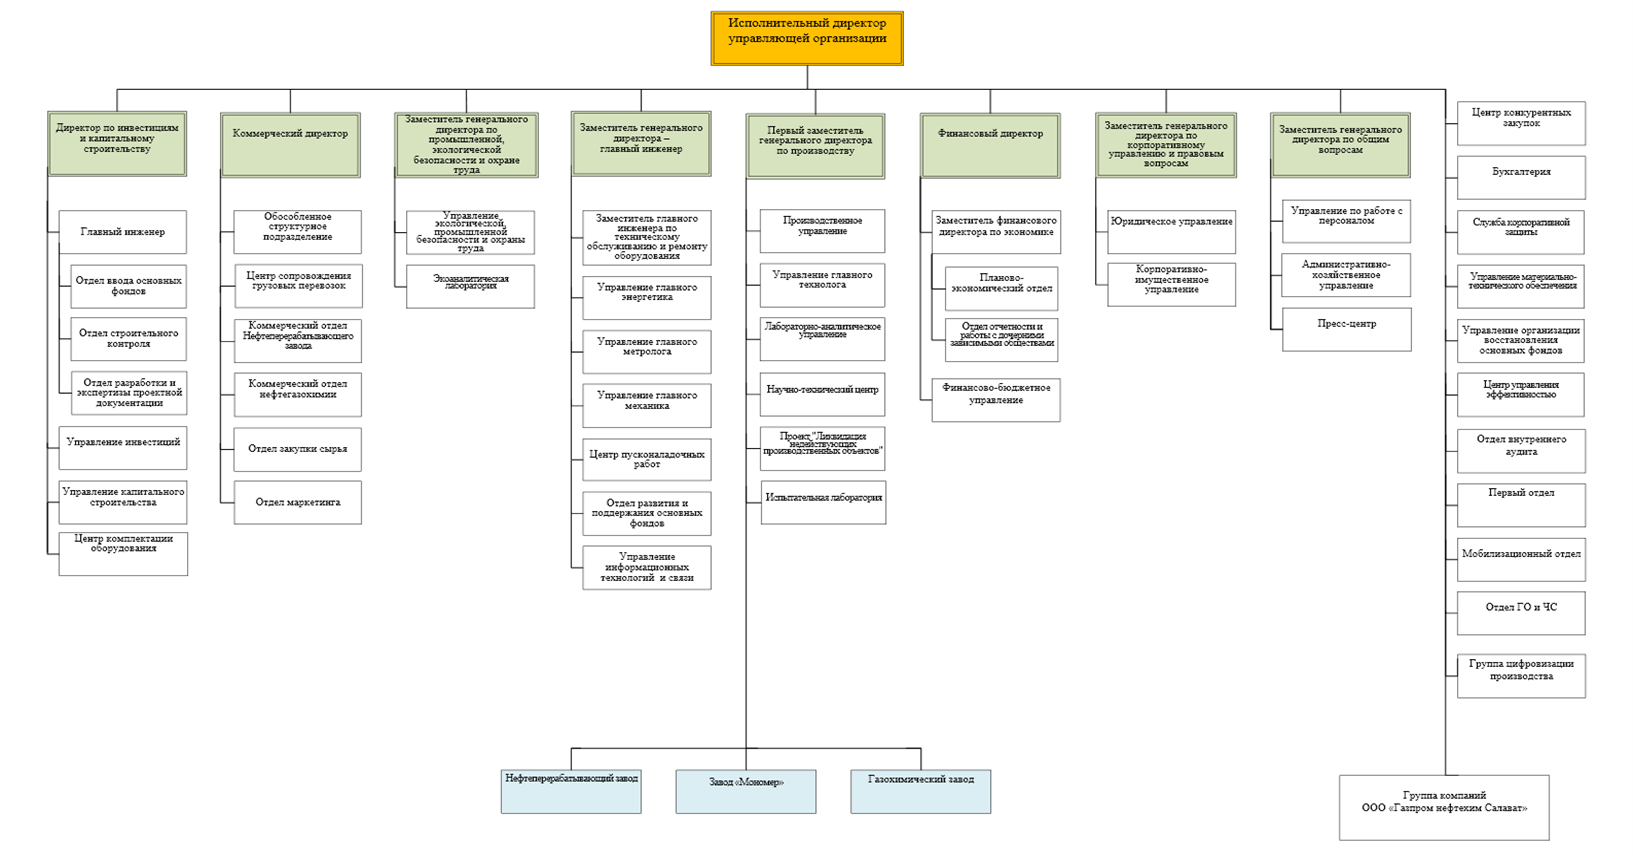 Исполнительный директор
управляющей организации
Директор по инвестициям
и капитальному
строительству
Главный инженер
Отдел ввода основных
фондов
Отдел строительного
контроля
Отдел разработки и
экспертизы проектной
документации
Управление инвестиций
Управление капитального
строительства
Центр комплектации
оборудования
Коммерческий директор
Обособленное
структурное
подразделение
Центр сопровождения
грузовых перевозок
Коммерческий отдел
Нефтеперерабатывающего
завода
Коммерческий отдел
нефтегазохимии
Отдел закупки сырья
Отдел маркетинга
Заместитель генерального
директора по
промышленной,
экологической
безопасности и охране
труда
Управление
экологической,
промышленной
безопасности и охраны
труда
Экоаналитическая
лаборатория
Заместитель генерального
директора –
главный инженер
Заместитель главного
инженера по
техническому
обслуживанию и ремонту
оборудования
Управление главного
энергетика
Управление главного
метролога
Управление главного
механика
Центр пусконаладочных
работ
Отдел развития и
поддержания основных
фондов
Управление
информационных
технологий и связи
Первый заместитель
генерального директора
по производству
Производственное
управление
Управление главного
технолога
Лабораторно-аналитическое
управление
Научно-технический центр
Проект "Ликвидация
недействующих
производственных объектов"
Испытательная лаборатория
Финансовый директор
Заместитель финансового
директора по экономике
Планово-
экономический отдел
Отдел отчетности и
работы с дочерними
зависимыми обществами
Финансово-бюджетное
управление
Заместитель генерального
директора по
корпоративному
управлению и правовым
вопросам
Юридическое управление
Корпоративно-
имущественное
управление
Заместитель генерального
директора по общим
вопросам
Управление по работе с
персоналом
Административно-
хозяйственное
управление
Пресс-центр
Центр конкурентных
закупок
Бухгалтерия
Служба корпоративной
защиты
Управление материально-
технического обеспечения
Управление организации
восстановления
основных фондов
Центр управления
эффективностью
Отдел внутреннего
аудита
Первый отдел
Мобилизационный отдел
Отдел ГО и ЧС
Группа цифровизации
производства
Нефтеперерабатывающий завод
Завод «Мономер»
Газохимический завод
Группа компаний
ООО «Газпром нефтехим Салават»